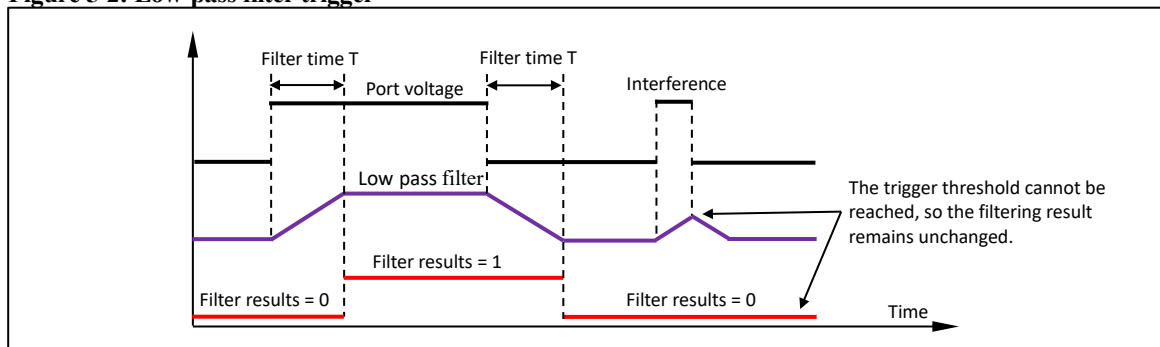 Figure 5-2: Low pass filter trigger
Filter time T
Filter time T
Port voltage
Interference
Low pass filter
The trigger threshold cannot be
reached, so the filtering result
remains unchanged.
Filter results = 1
Filter results = 0
Filter results = 0
Time